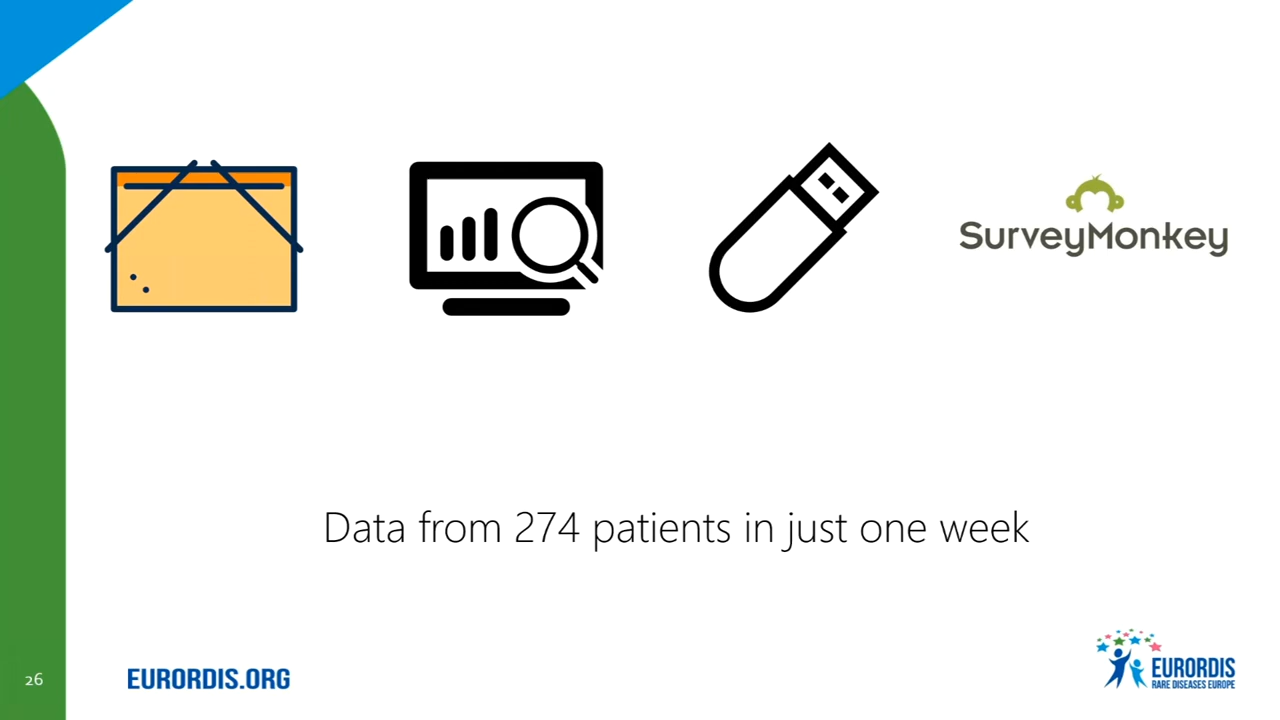 SurveyMonkey
Data from 274 patients in just one week
26
EURORDIS.ORG
EURORDIS
RARE DISEASES EUROPE